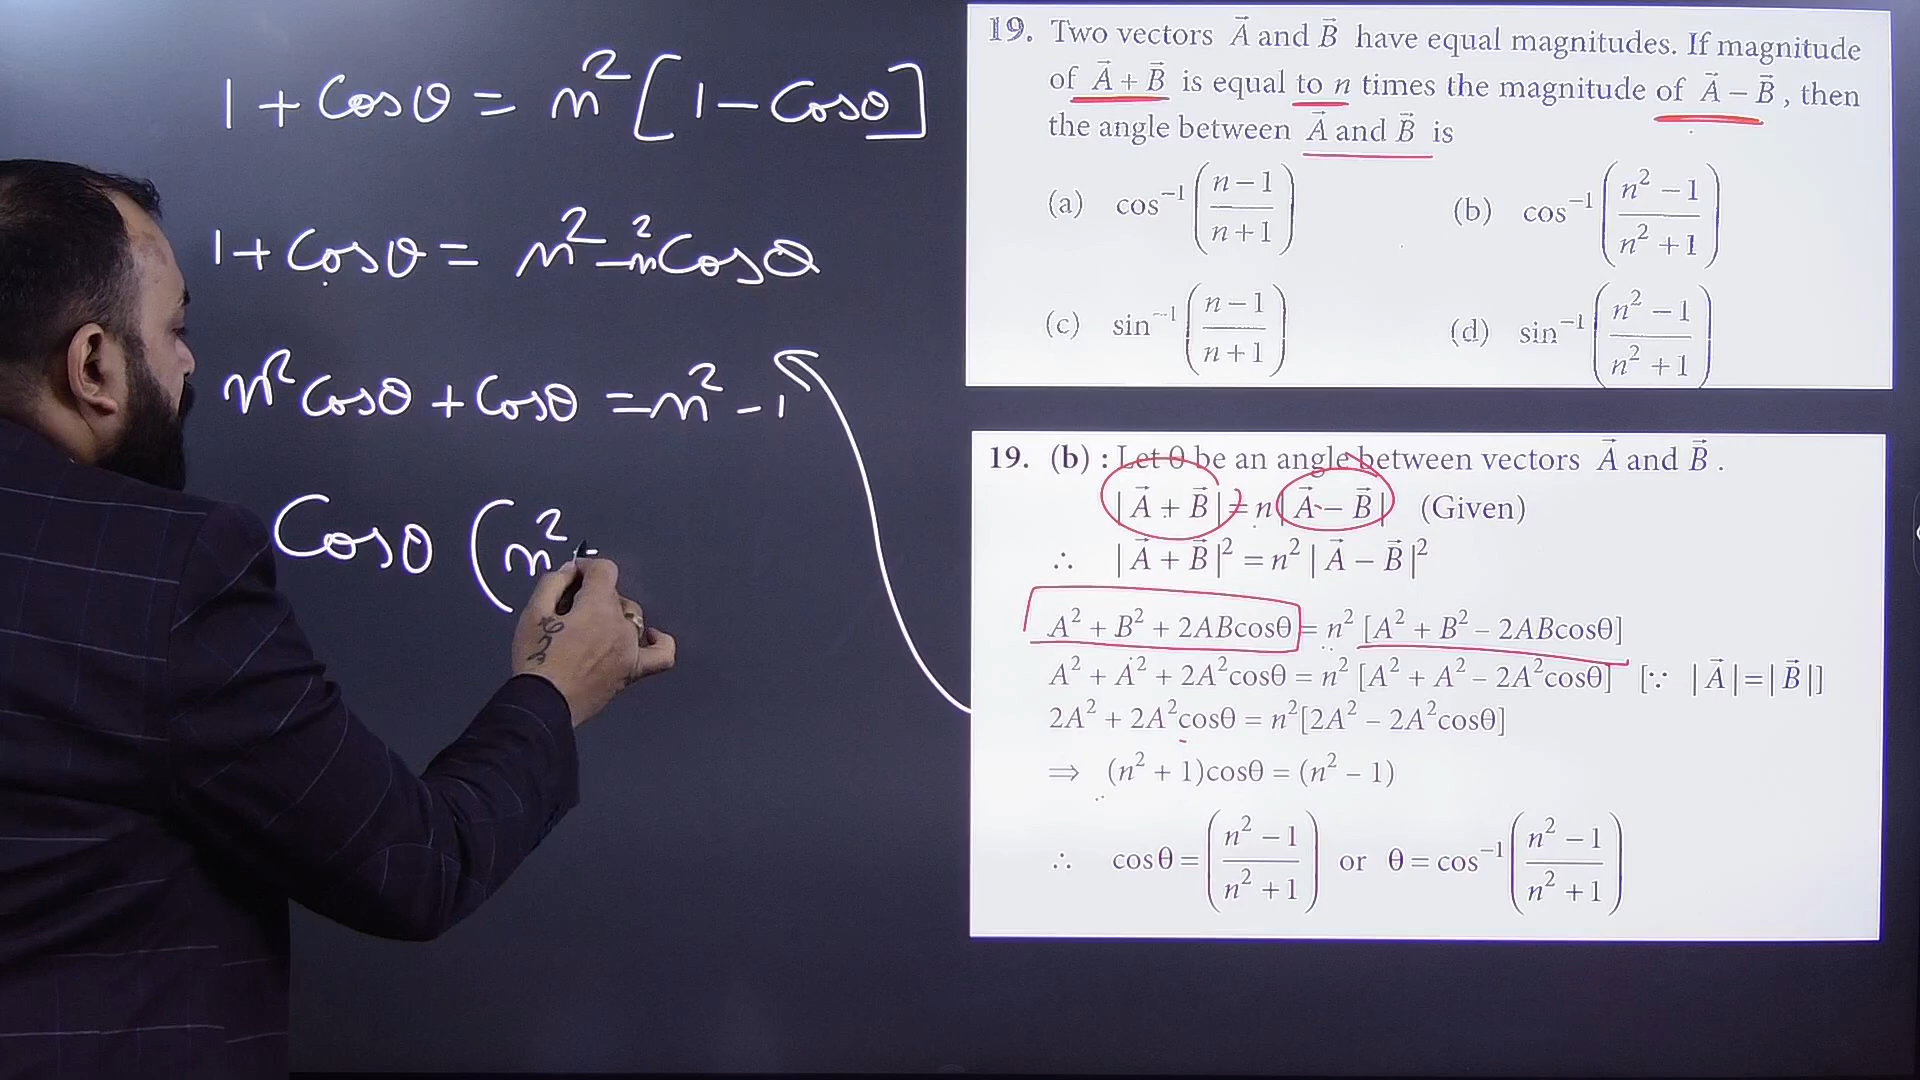 1 + Cosθ = n² [1 − Cosθ]
1 + Cosθ = n² − n² Cosθ
n² Cosθ + Cosθ = n² − 1
Cosθ (n²
19. Two vectors A⃗ and B⃗ have equal magnitudes. If magnitude
of A⃗ + B⃗ is equal to n times the magnitude of A⃗ − B⃗, then
the angle between A⃗ and B⃗ is
(a) cos⁻¹((n − 1)/(n + 1)) (b) cos⁻¹((n² − 1)/(n² + 1))
(c) sin⁻¹((n − 1)/(n + 1)) (d) sin⁻¹((n² − 1)/(n² + 1))
19. (b) : Let θ be an angle between vectors A⃗ and B⃗.
|A⃗ + B⃗| = n|A⃗ − B⃗| (Given)
∴ |A⃗ + B⃗|² = n²|A⃗ − B⃗|²
A² + B² + 2ABcosθ = n² [A² + B² − 2ABcosθ]
A² + A² + 2A²cosθ = n² [A² + A² − 2A²cosθ] [∵ |A⃗|=|B⃗|]
2A² + 2A²cosθ = n²[2A² − 2A²cosθ]
⇒ (n² + 1)cosθ = (n² − 1)
∴ cosθ = ((n² − 1)/(n² + 1)) or θ = cos⁻¹((n² − 1)/(n² + 1))